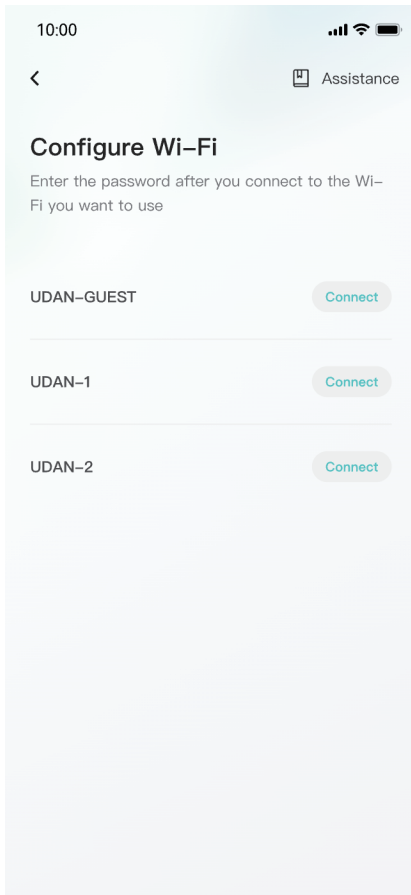 10:00
Assistance
Configure Wi-Fi
Enter the password after you connect to the Wi-
Fi you want to use
UDAN-GUEST
Connect
UDAN-1
Connect
UDAN-2
Connect